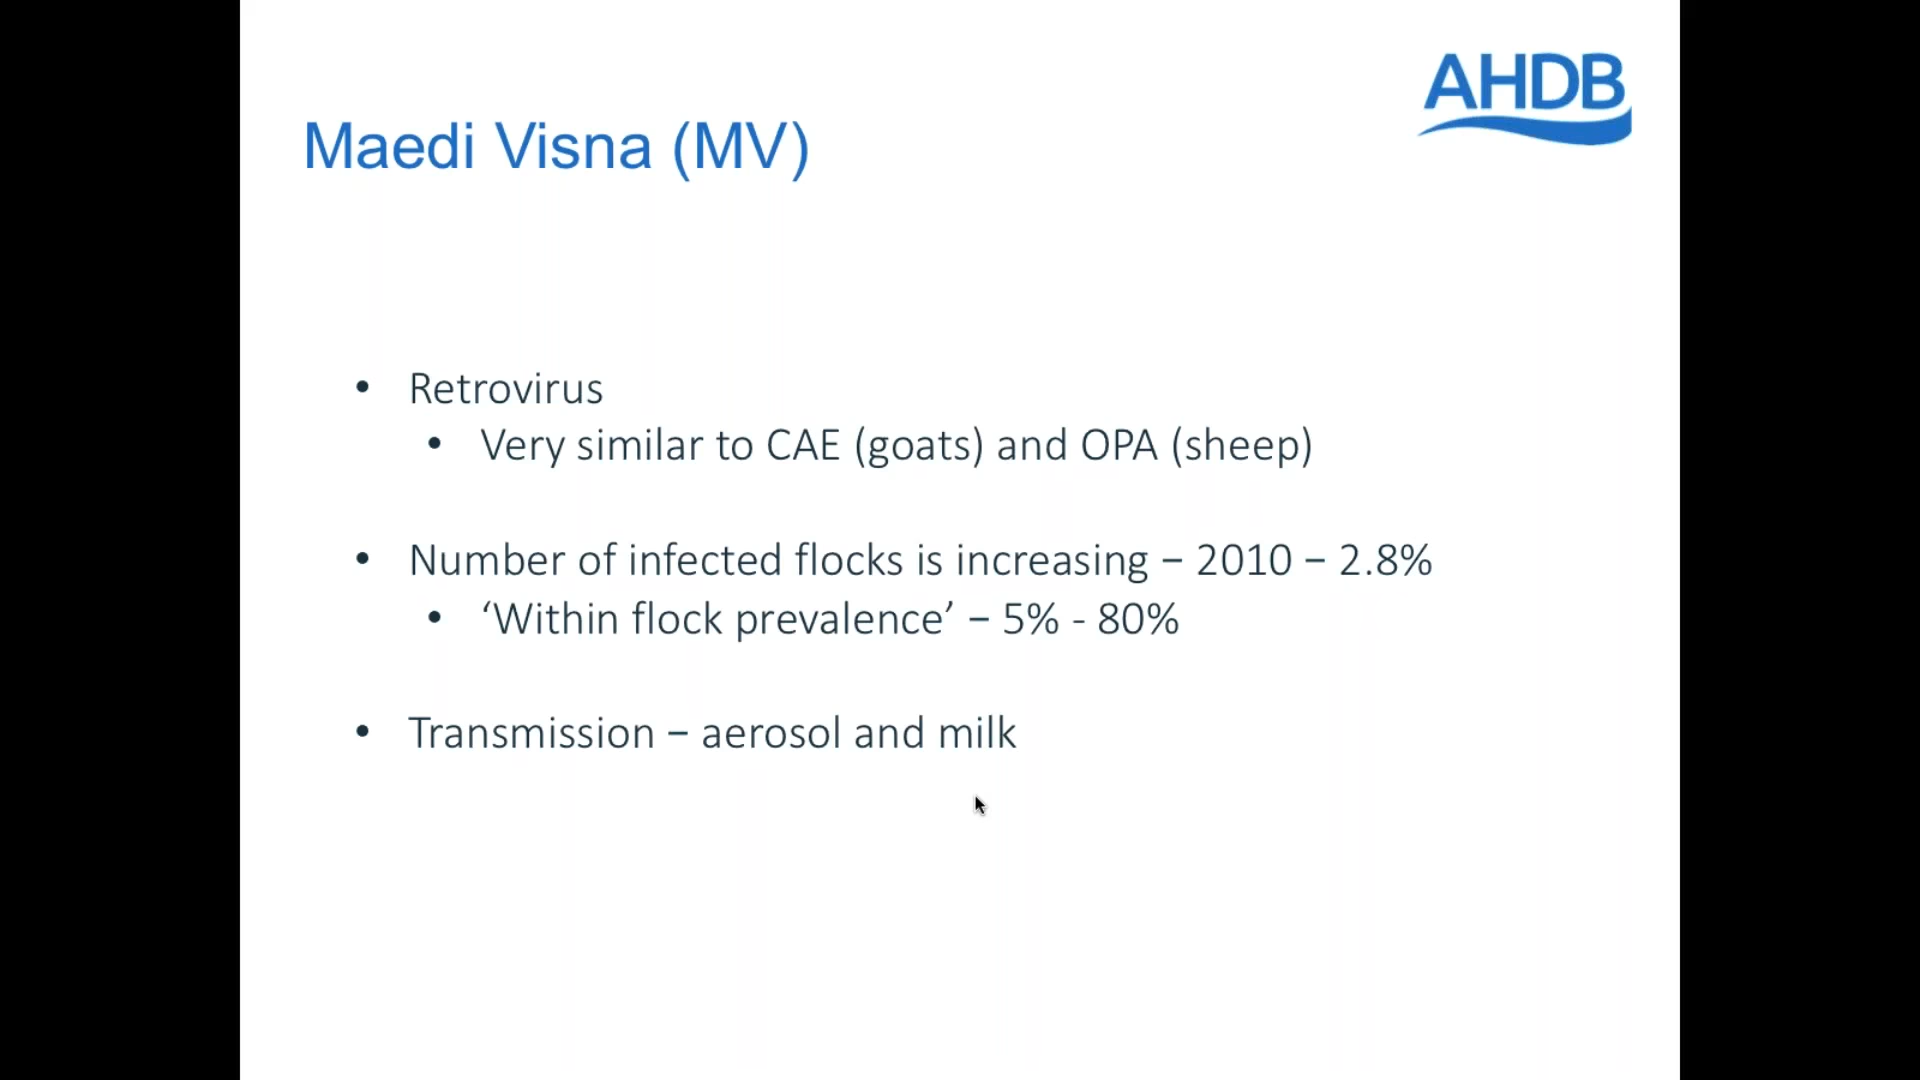 AHDB
Maedi Visna (MV)
• Retrovirus
• Very similar to CAE (goats) and OPA (sheep)
• Number of infected flocks is increasing – 2010 – 2.8%
• ‘Within flock prevalence’ – 5% - 80%
• Transmission – aerosol and milk